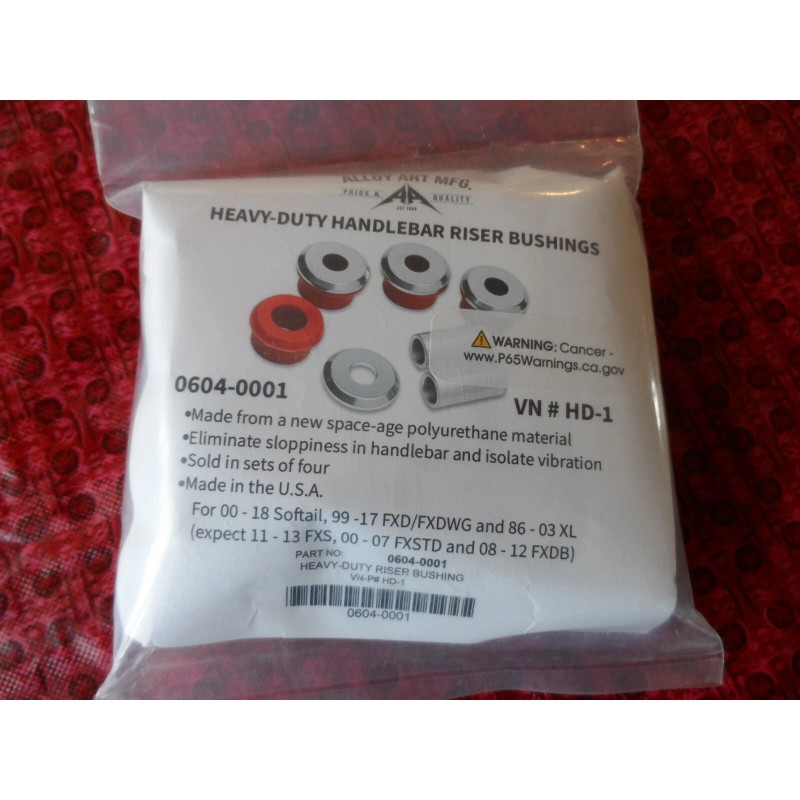 ALLOY ART MFG.
PRIDE & AA QUALITY
HEAVY-DUTY HANDLEBAR RISER BUSHINGS
WARNING: Cancer -
www.P65Warnings.ca.gov
0604-0001
VN # HD-1
•Made from a new space-age polyurethane material
•Eliminate sloppiness in handlebar and isolate vibration
•Sold in sets of four
•Made in the U.S.A.
For 00 - 18 Softail, 99 -17 FXD/FXDWG and 86 - 03 XL
(expect 11 - 13 FXS, 00 - 07 FXSTD and 08 - 12 FXDB)
PART NO: 0604-0001
HEAVY-DUTY RISER BUSHING
VN-P# HD-1
0604-0001